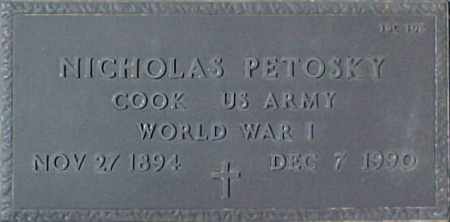 NICHOLAS PETOSKY
COOK US ARMY
WORLD WAR I
NOV 27 1894 DEC 7 1990